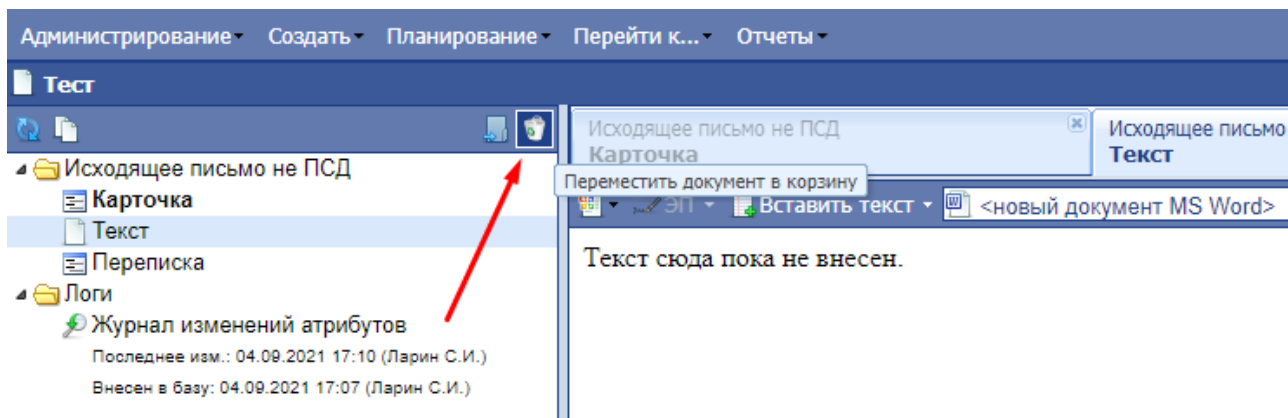 Администрирование Создать Планирование Перейти к... Отчеты
Тест
Исходящее письмо не ПСД
Карточка
Исходящее письмо
Текст
Переместить документ в корзину
Исходящее письмо не ПСД
Карточка
Текст
Переписка
Логи
Журнал изменений атрибутов
Последнее изм.: 04.09.2021 17:10 (Ларин С.И.)
Внесен в базу: 04.09.2021 17:07 (Ларин С.И.)
ЭП Вставить текст <новый документ MS Word>
Текст сюда пока не внесен.